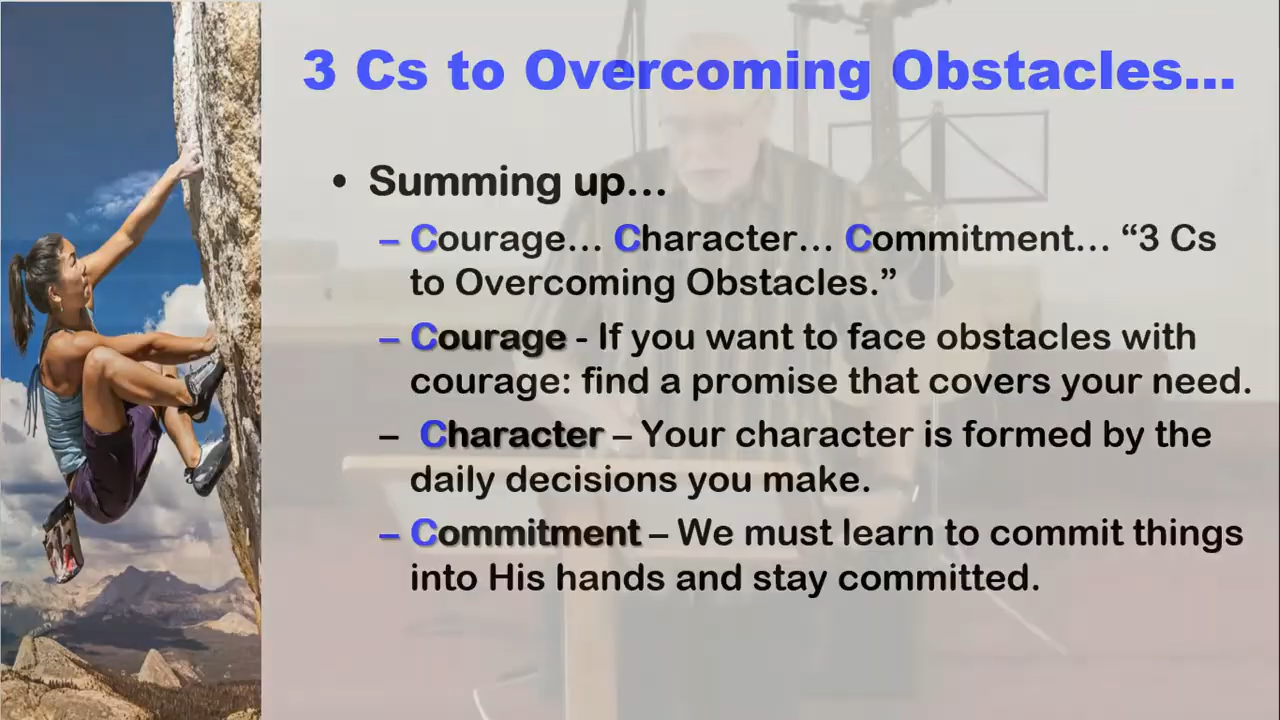 3 Cs to Overcoming Obstacles...
• Summing up...
– Courage... Character... Commitment... “3 Cs
to Overcoming Obstacles.”
– Courage - If you want to face obstacles with
courage: find a promise that covers your need.
– Character – Your character is formed by the
daily decisions you make.
– Commitment – We must learn to commit things
into His hands and stay committed.